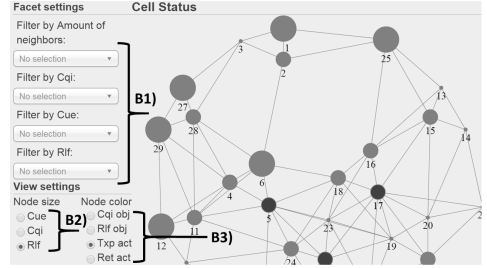 Facet settings
Cell Status
Filter by Amount of
neighbors:
No selection
Filter by Cqi:
No selection
Filter by Cue:
No selection
Filter by Rlf:
No selection
B1)
View settings
Node size
Node color
Cue
Cqi
Rlf
B2)
Cqi obj
Rlf obj
Txp act
Ret act
B3)
1
3
2
25
27
28
29
13
15
14
16
6
4
18
17
5
12
11
23
20
19
24